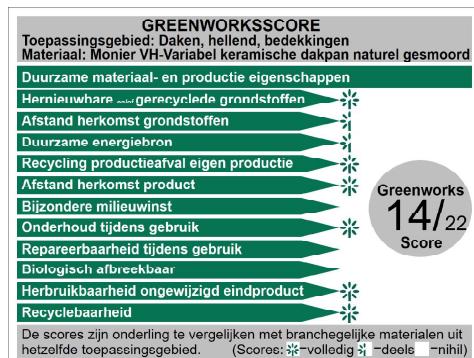 GREENWORKSSCORE
Toepassingsgebied: Daken, hellend, bedekkingen
Materiaal: Monier VH-Variabel keramische dakpan naturel gesmoord
Duurzame materiaal- en productie eigenschappen
Hernieuwbare en/of gerecyclede grondstoffen
Afstand herkomst grondstoffen
Duurzame energiebron
Recycling productieafval eigen productie
Afstand herkomst product
Bijzondere milieuwinst
Onderhoud tijdens gebruik
Repareerbaarheid tijdens gebruik
Biologisch afbreekbaar
Herbruikbaarheid ongewijzigd eindproduct
Recyclebaarheid
Greenworks
14/22
Score
De scores zijn onderling te vergelijken met branchegelijke materialen uit
hetzelfde toepassingsgebied. (Scores: =volledig =deels =nihil)